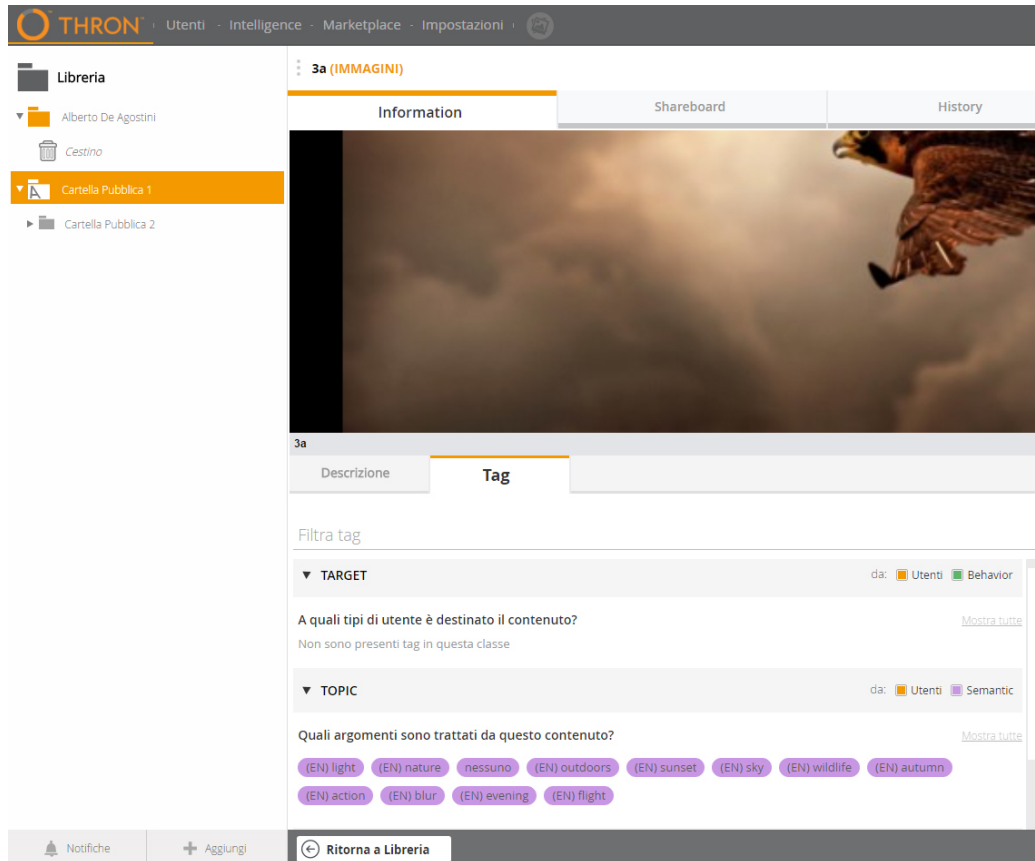 THRON™ Utenti - Intelligence - Marketplace - Impostazioni
Libreria
Alberto De Agostini
Cestino
Cartella Pubblica 1
Cartella Pubblica 2
3a (IMMAGINI)
Information Shareboard History
3a
Descrizione Tag
Filtra tag
TARGET da: Utenti Behavior
A quali tipi di utente è destinato il contenuto? Mostra tutte
Non sono presenti tag in questa classe
TOPIC da: Utenti Semantic
Quali argomenti sono trattati da questo contenuto? Mostra tutte
(EN) light (EN) nature nessuno (EN) outdoors (EN) sunset (EN) sky (EN) wildlife (EN) autumn
(EN) action (EN) blur (EN) evening (EN) flight
Notifiche Aggiungi Ritorna a Libreria